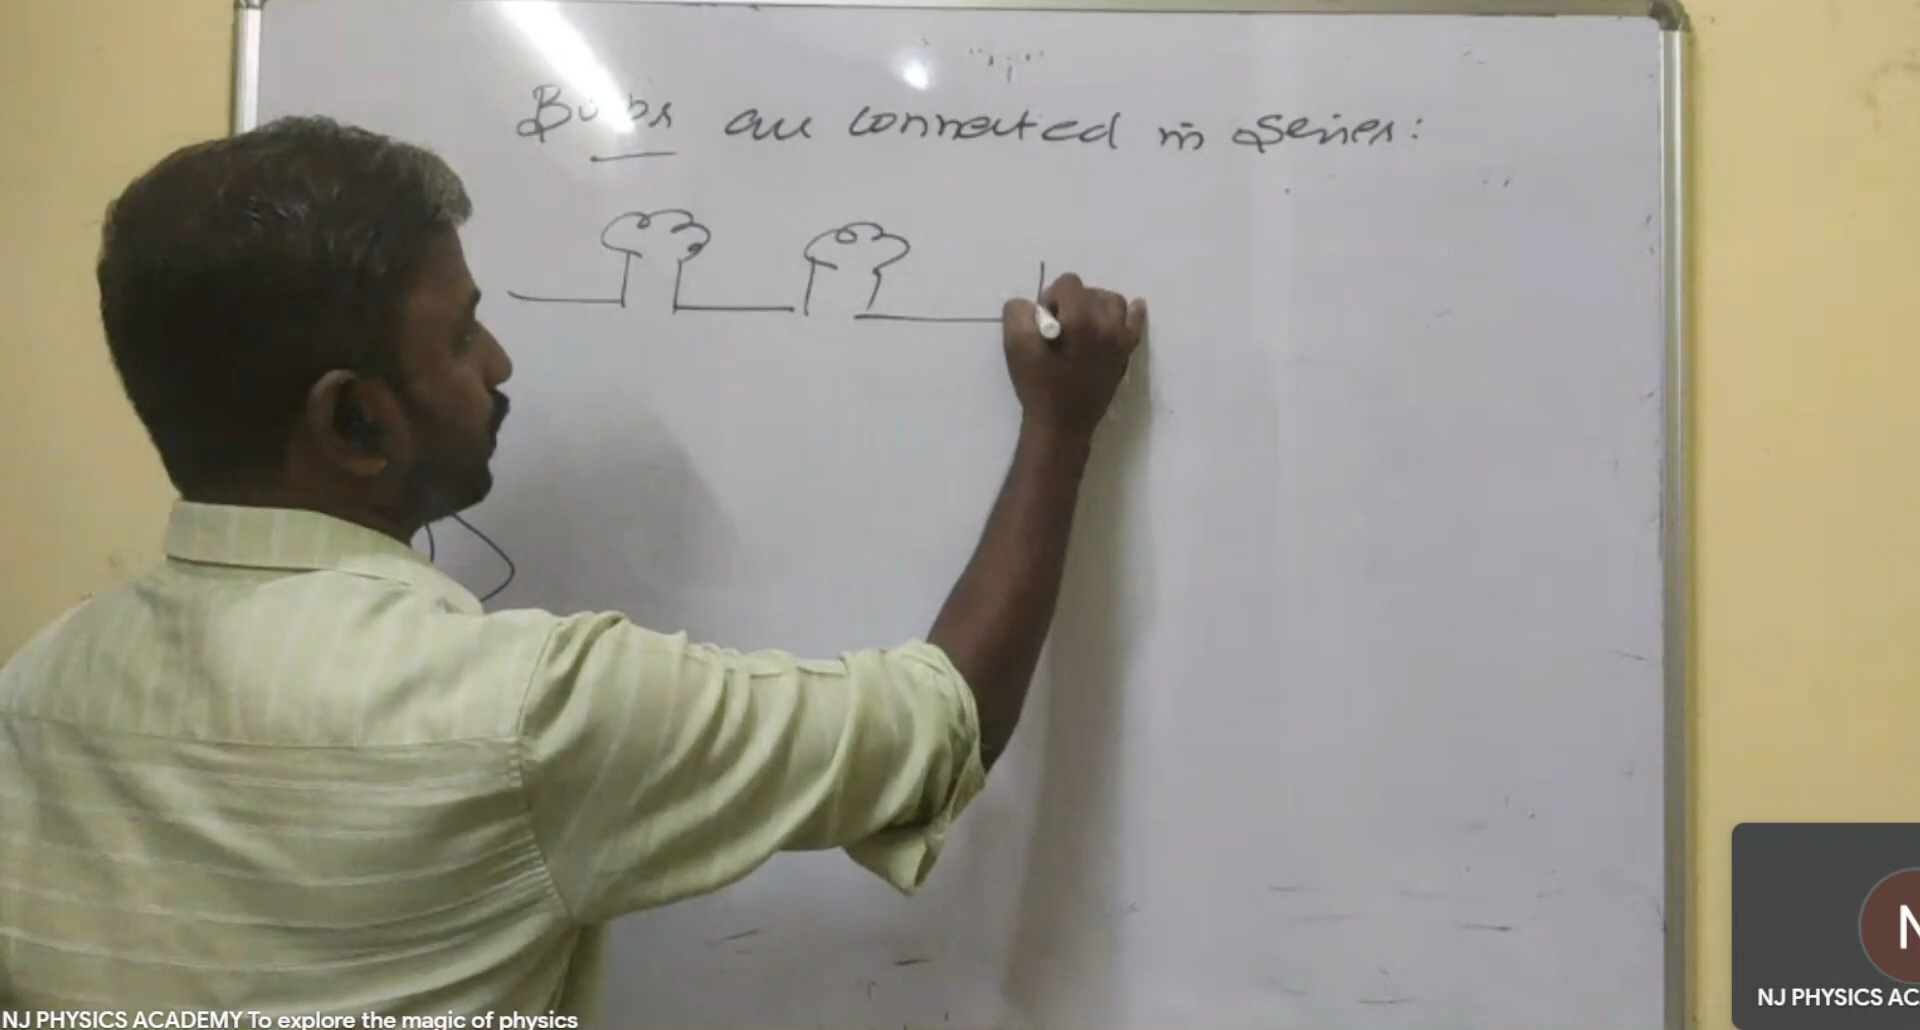 Bulbs are connected in series:
NJ PHYSICS AC
N
NJ PHYSICS ACADEMY To explore the magic of physics